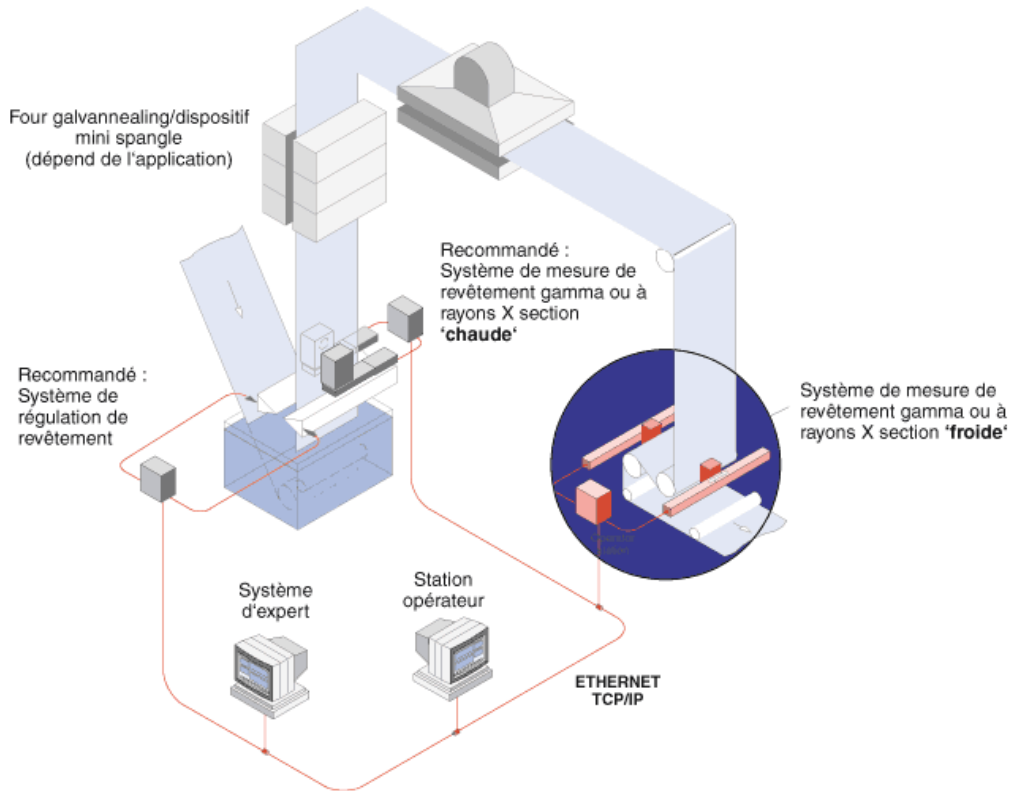 Four galvannealing/dispositif
mini spangle
(dépend de l‘application)
Recommandé :
Système de mesure de
revêtement gamma ou à
rayons X section
‘chaude‘
Recommandé :
Système de
régulation de
revêtement
Système de mesure de
revêtement gamma ou à
rayons X section ‘froide‘
Système
d‘expert
Station
opérateur
ETHERNET
TCP/IP